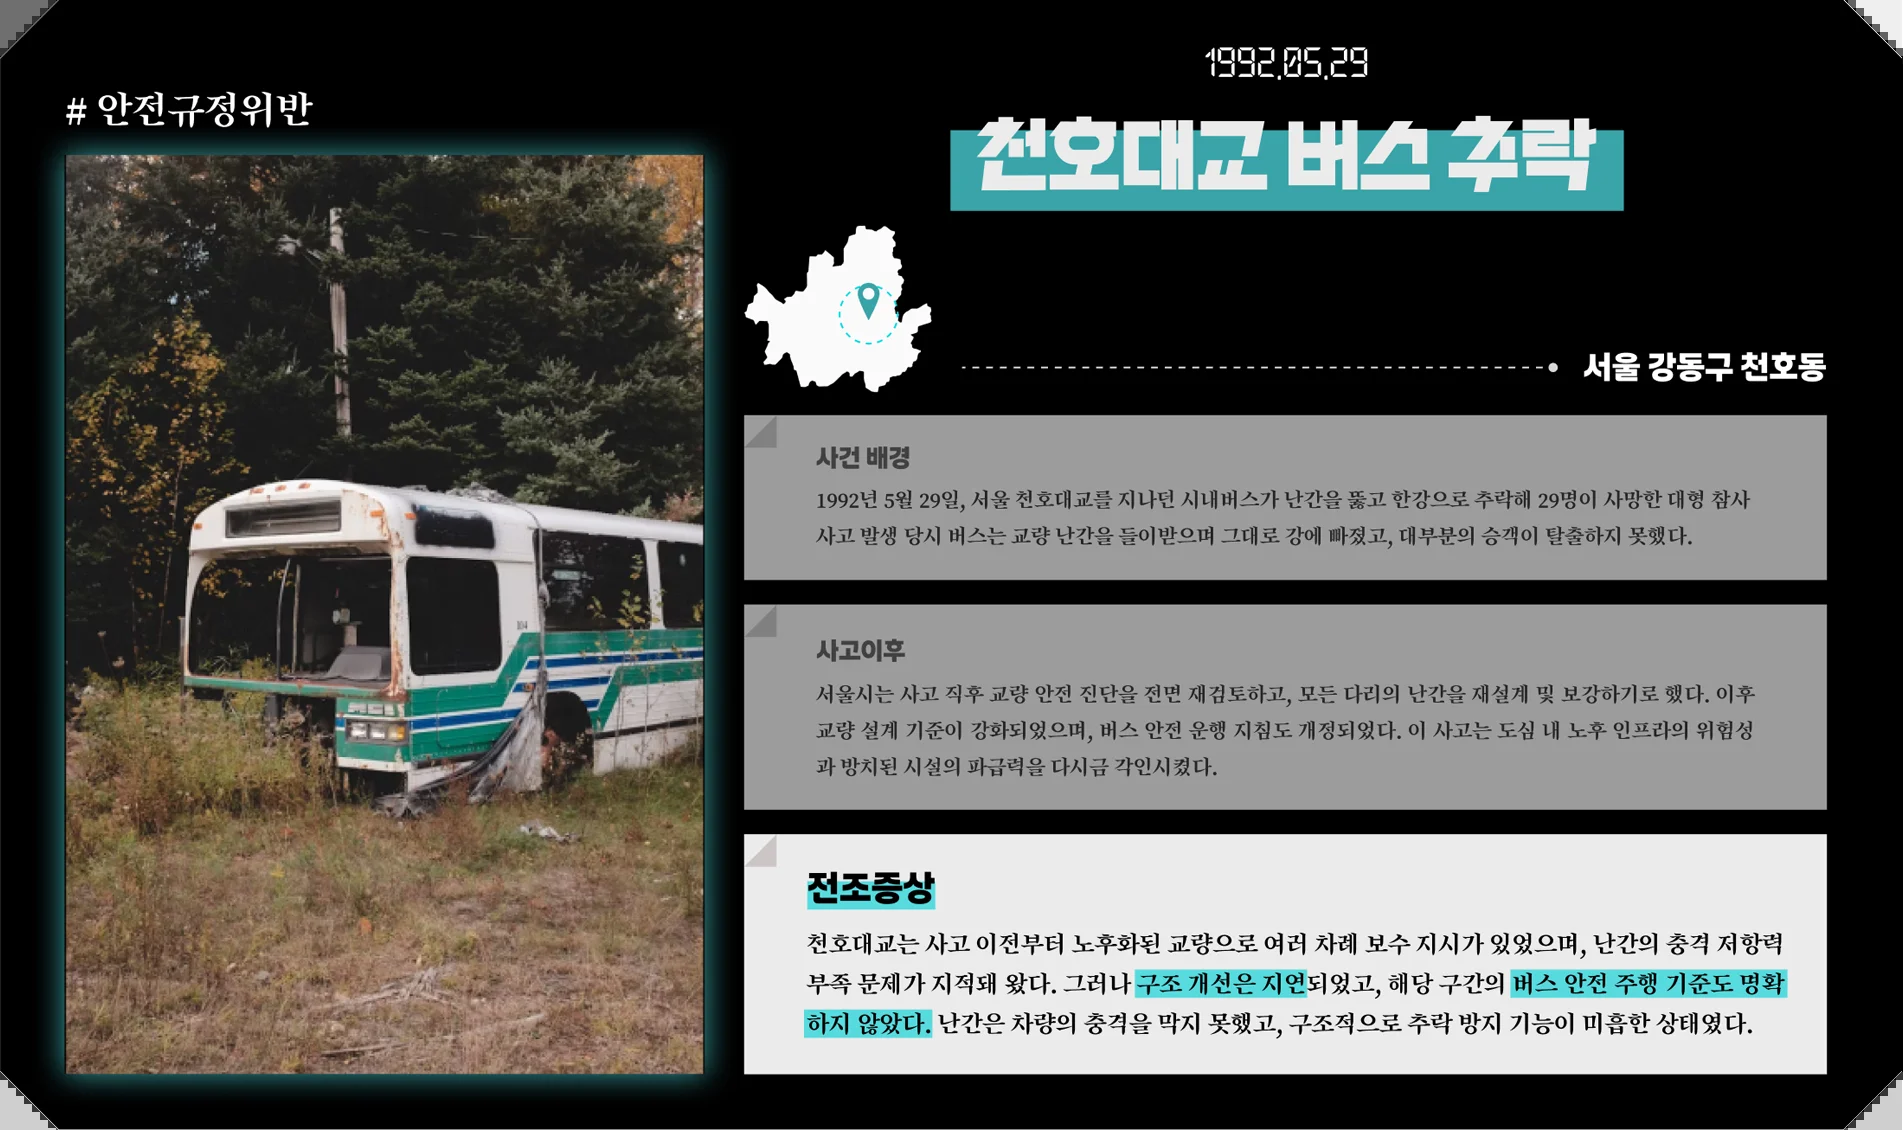 1992.05.29
# 안전규정위반
천호대교 버스 추락
서울 강동구 천호동
사건 배경
1992년 5월 29일, 서울 천호대교를 지나던 시내버스가 난간을 뚫고 한강으로 추락해 29명이 사망한 대형 참사
사고 발생 당시 버스는 교량 난간을 들이받으며 그대로 강에 빠졌고, 대부분의 승객이 탈출하지 못했다.
사고이후
서울시는 사고 직후 교량 안전 진단을 전면 재검토하고, 모든 다리의 난간을 재설계 및 보강하기로 했다. 이후
교량 설계 기준이 강화되었으며, 버스 안전 운행 지침도 개정되었다. 이 사고는 도심 내 노후 인프라의 위험성
과 방치된 시설의 파급력을 다시금 각인시켰다.
전조증상
천호대교는 사고 이전부터 노후화된 교량으로 여러 차례 보수 지시가 있었으며, 난간의 충격 저항력
부족 문제가 지적돼 왔다. 그러나 구조 개선은 지연되었고, 해당 구간의 버스 안전 주행 기준도 명확
하지 않았다. 난간은 차량의 충격을 막지 못했고, 구조적으로 추락 방지 기능이 미흡한 상태였다.